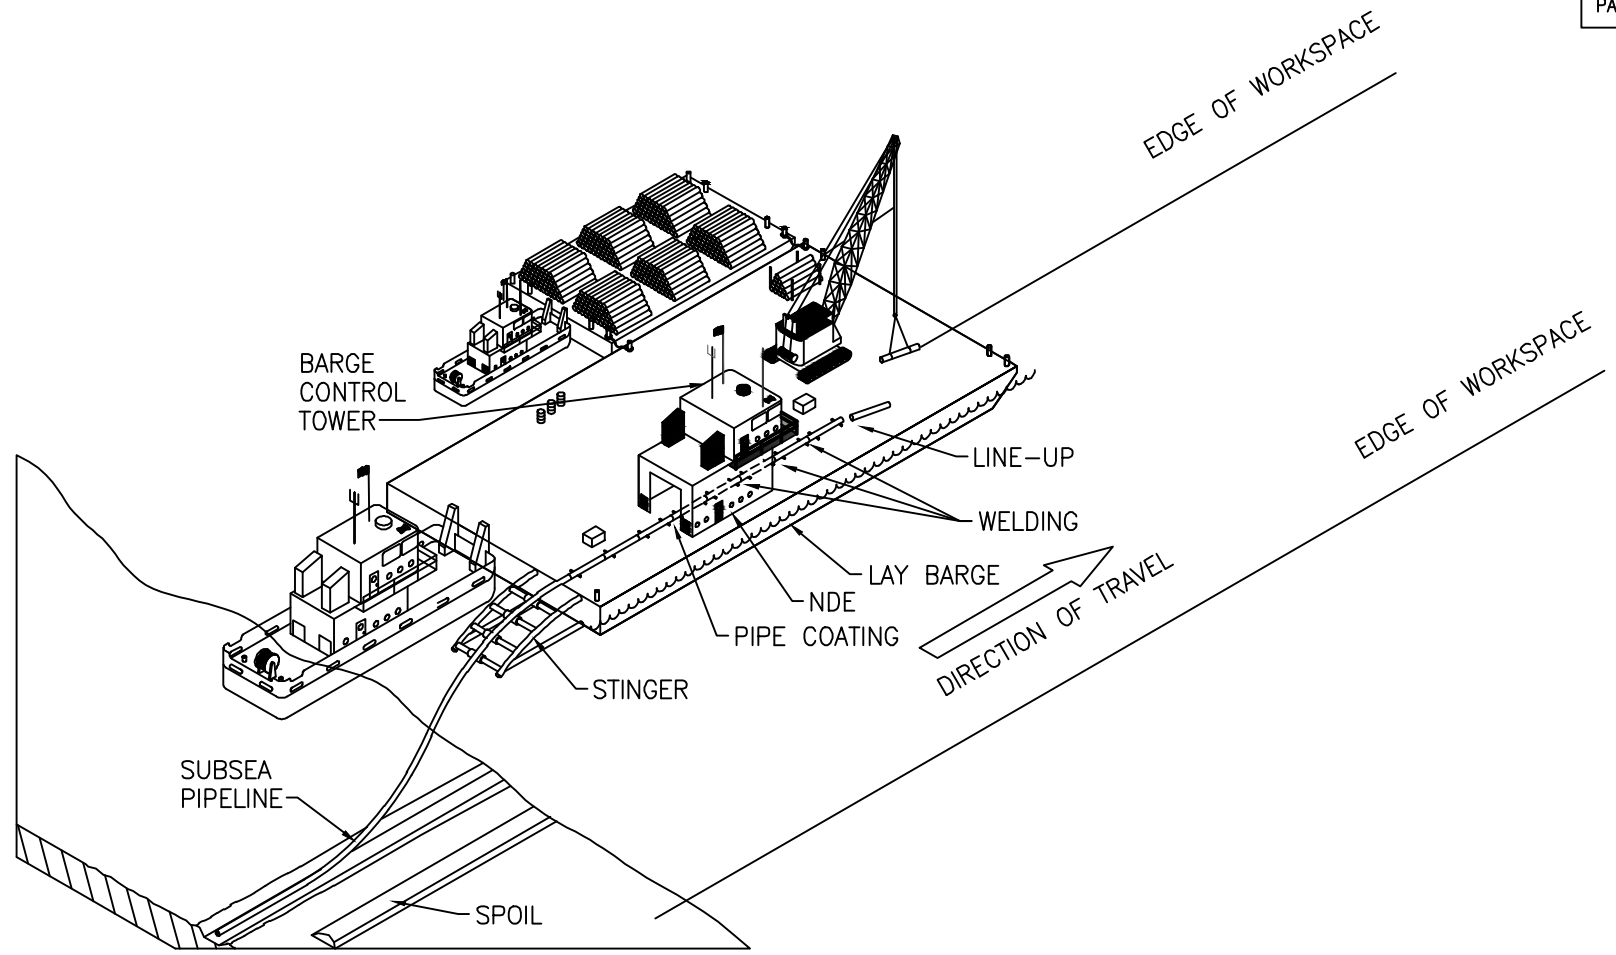 PA
EDGE OF WORKSPACE
EDGE OF WORKSPACE
BARGE
CONTROL
TOWER
LINE-UP
WELDING
LAY BARGE
NDE
PIPE COATING
DIRECTION OF TRAVEL
STINGER
SUBSEA
PIPELINE
SPOIL